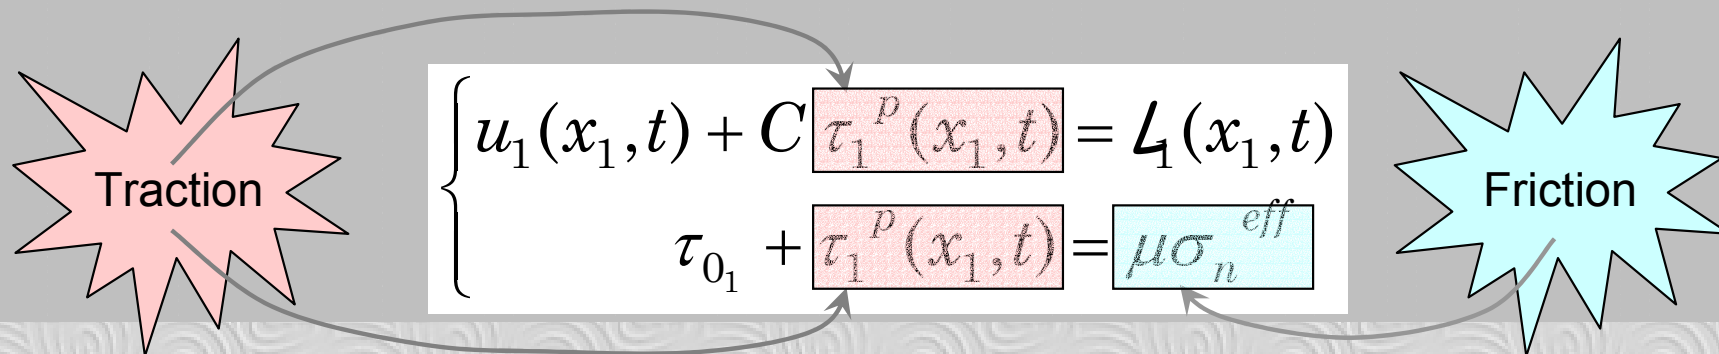 u₁(x₁,t) + C τ₁ᵖ(x₁,t) = L₁(x₁,t)
Traction
Friction
τ₀₁ + τ₁ᵖ(x₁,t) = μσₙᵉᶠᶠ